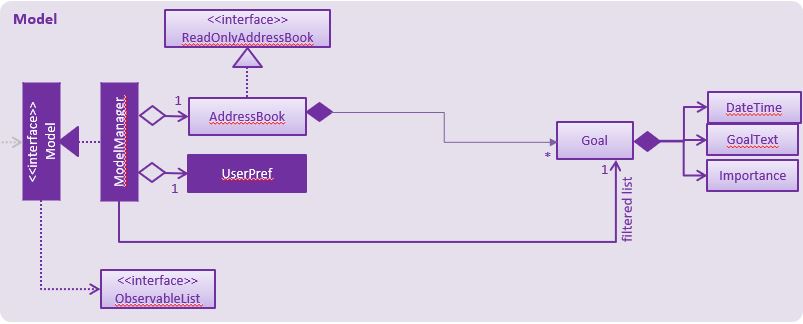 Model
<<interface>>
ReadOnlyAddressBook
<<interface>>
Model
ModelManager
1
AddressBook
1
UserPref
Goal
*
1
filtered list
DateTime
GoalText
Importance
<<interface>>
ObservableList